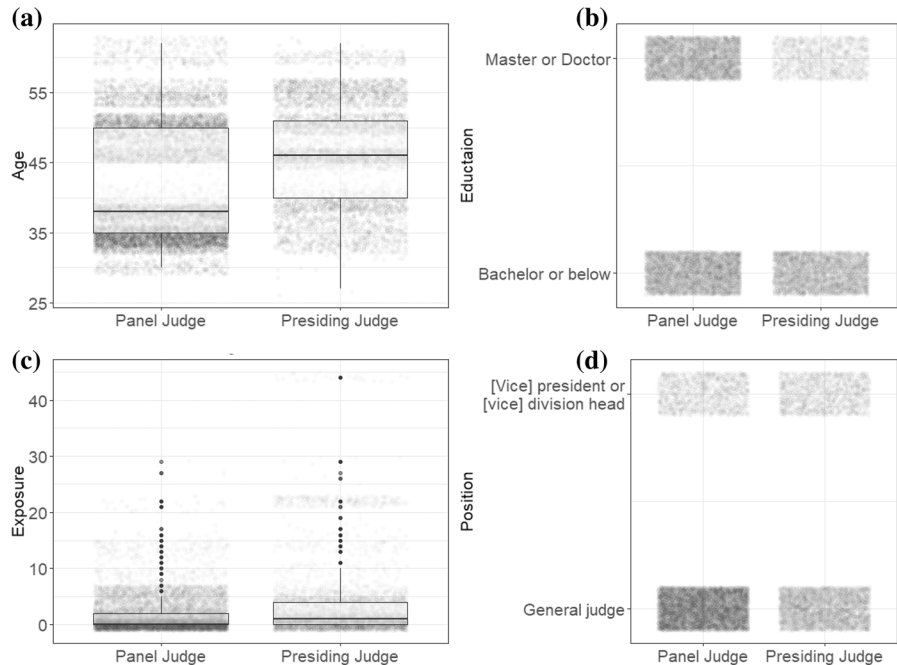 (a)
Age
55
45
35
25
Panel Judge Presiding Judge
(b)
Eductaion
Master or Doctor
Bachelor or below
Panel Judge Presiding Judge
(c)
Exposure
40
30
20
10
0
Panel Judge Presiding Judge
(d)
Position
[Vice] president or
[vice] division head
General judge
Panel Judge Presiding Judge